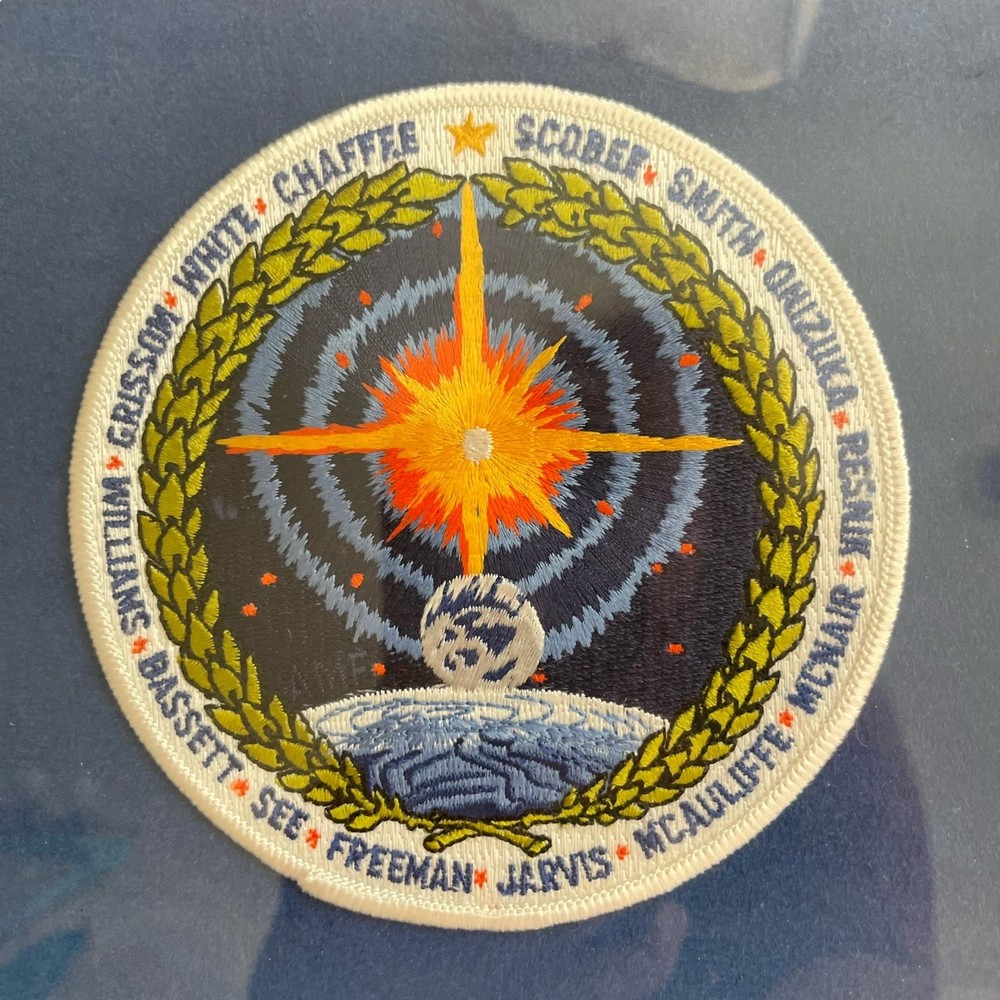 GRISSOM * WHITE * CHAFFEE ★ SCOBEE * SMITH * ONIZUKA * RESNIK
WILLIAMS * BASSETT * SEE * FREEMAN * JARVIS * MCAULIFFE * MCNAIR